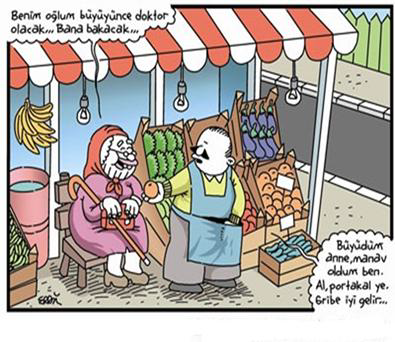 Benim oğlum büyüyünce doktor
olacak,,, Bana bakacak,,,
Büyüdüm
anne,manav
oldum ben.
Al,portakal ye.
Gribe iyi gelir,,,